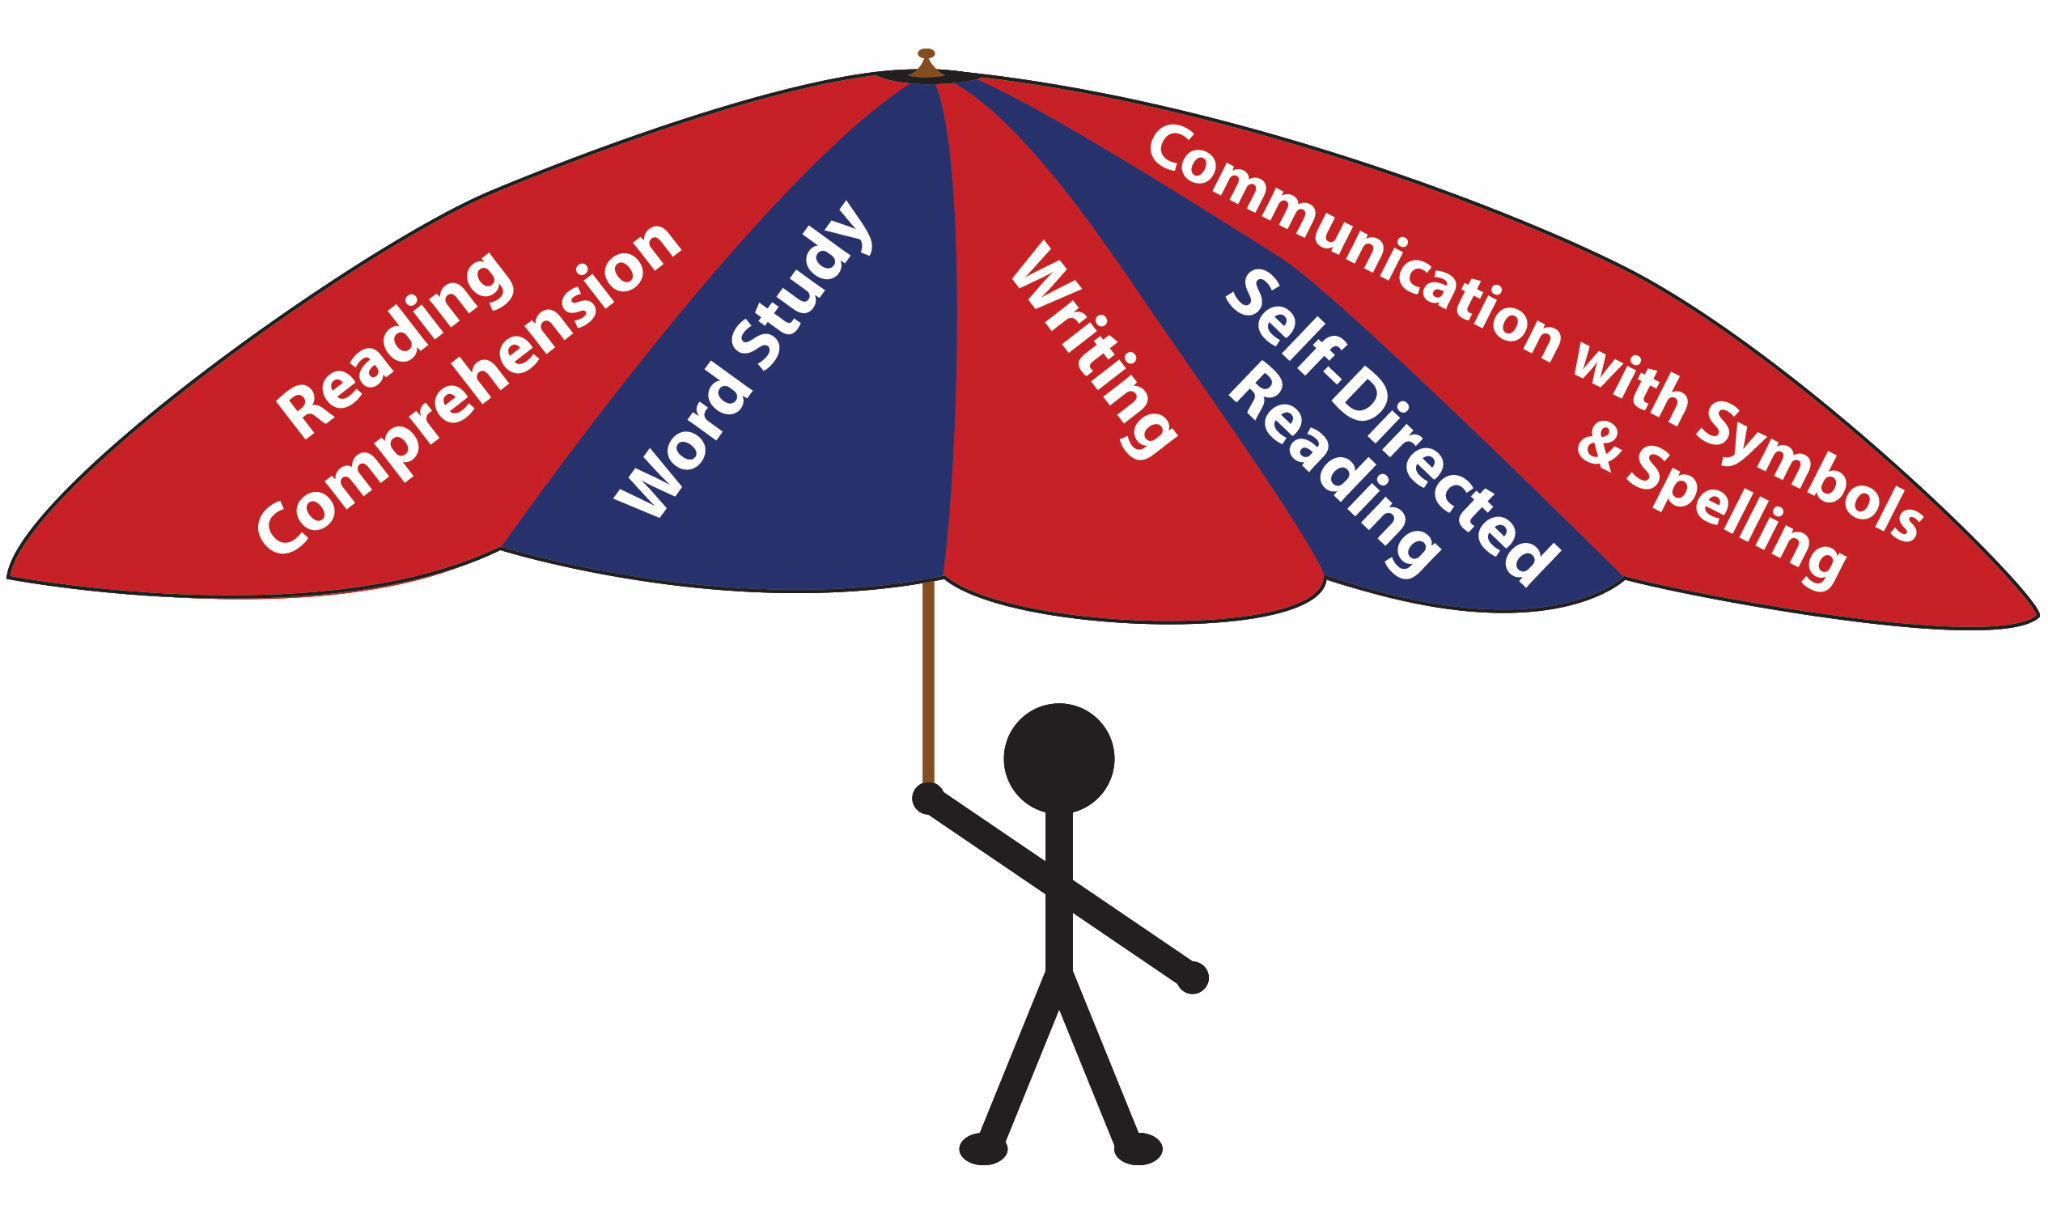 Reading
Comprehension
Word Study
Writing
Self-Directed
Reading
Communication with Symbols
& Spelling